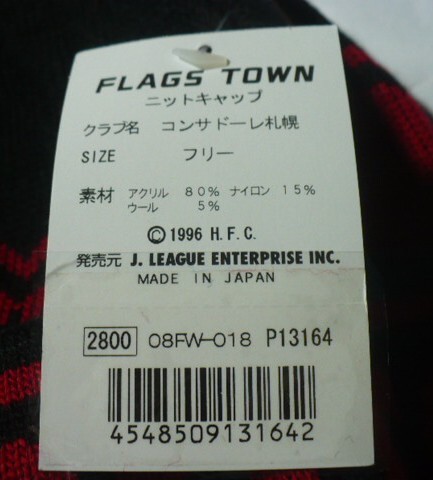 FLAGS TOWN
ニットキャップ
クラブ名 コンサドーレ札幌
SIZE フリー
素材 アクリル 80% ナイロン 15%
ウール 5%
©1996 H.F.C.
発売元 J. LEAGUE ENTERPRISE INC.
MADE IN JAPAN
2800 08FW-018 P13164
4548509131642